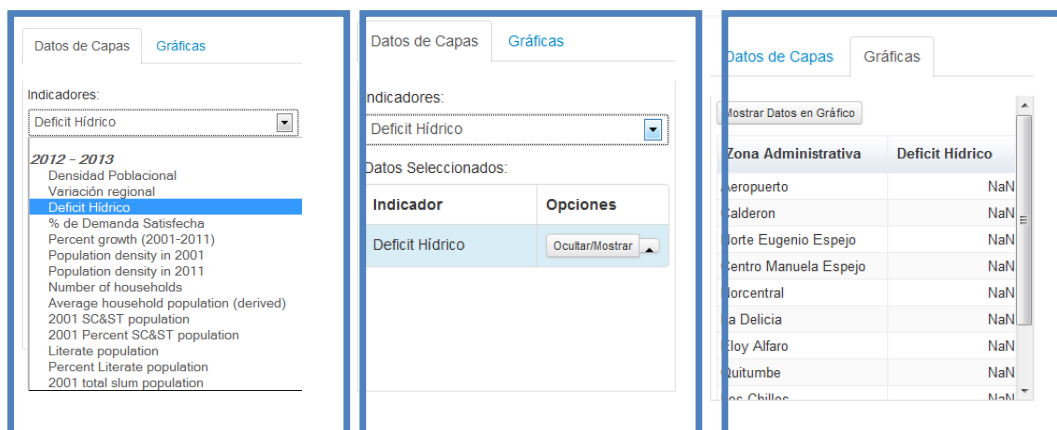 Datos de Capas Gráficas
Indicadores:
Deficit Hídrico
2012 - 2013
Densidad Poblacional
Variación regional
Deficit Hídrico
% de Demanda Satisfecha
Percent growth (2001-2011)
Population density in 2001
Population density in 2011
Number of households
Average household population (derived)
2001 SC&ST population
2001 Percent SC&ST population
Literate population
Percent Literate population
2001 total slum population
Datos de Capas Gráficas
ndicadores:
Deficit Hídrico
Datos Seleccionados:
Indicador Opciones
Deficit Hídrico Ocultar/Mostrar
Datos de Capas Gráficas
Mostrar Datos en Gráfico
Zona Administrativa Deficit Hídrico
Aeropuerto NaN
Calderon NaN
Norte Eugenio Espejo NaN
Centro Manuela Espejo NaN
Norcentral NaN
La Delicia NaN
Eloy Alfaro NaN
Quitumbe NaN
Los Chillos NaN